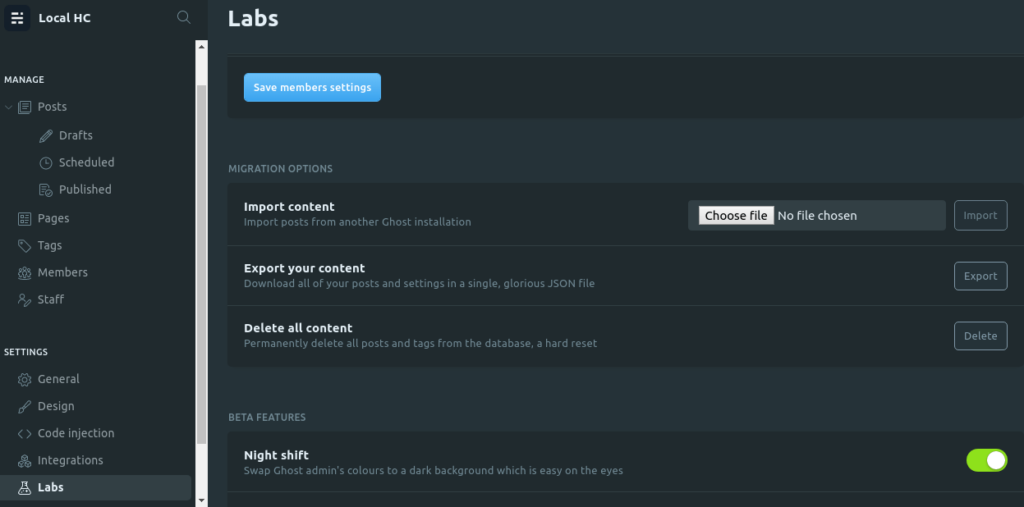 Local HC
MANAGE
Posts
Drafts
Scheduled
Published
Pages
Tags
Members
Staff
SETTINGS
General
Design
Code injection
Integrations
Labs
Labs
Save members settings
MIGRATION OPTIONS
Import content
Import posts from another Ghost installation
Choose file No file chosen
Import
Export your content
Download all of your posts and settings in a single, glorious JSON file
Export
Delete all content
Permanently delete all posts and tags from the database, a hard reset
Delete
BETA FEATURES
Night shift
Swap Ghost admin's colours to a dark background which is easy on the eyes